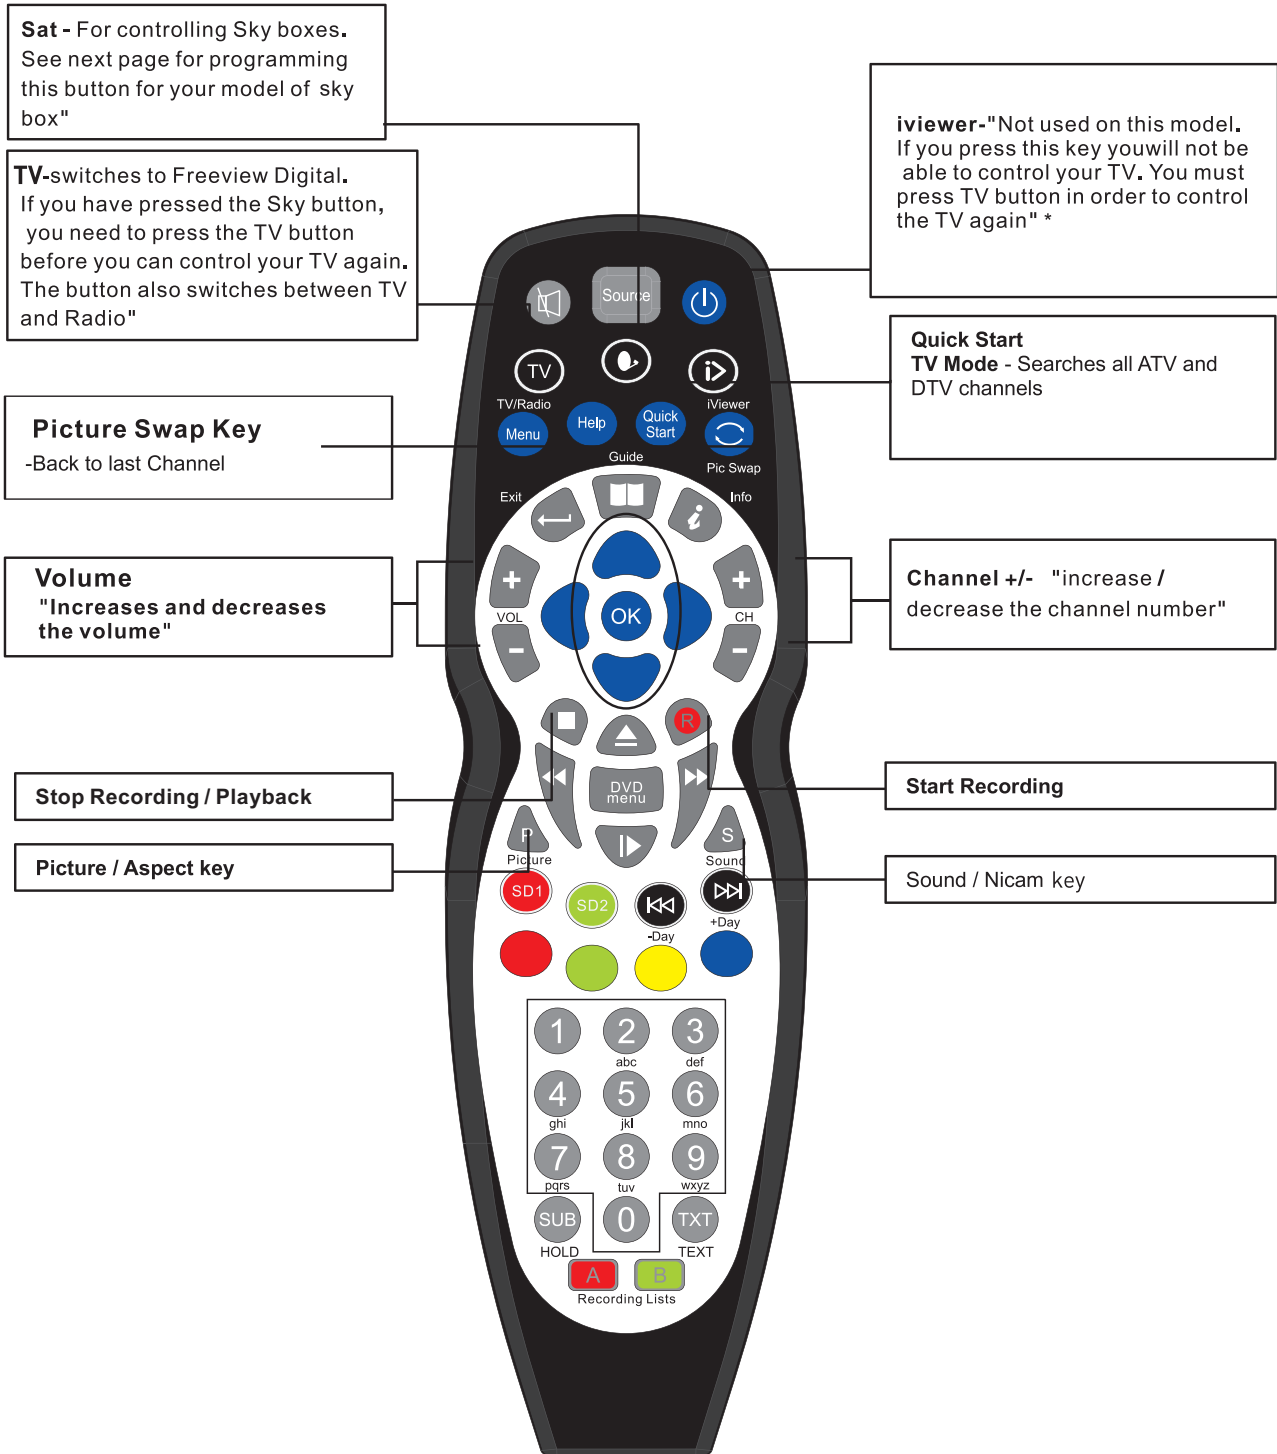 Sat - For controlling Sky boxes.
See next page for programming
this button for your model of sky
box"
TV-switches to Freeview Digital.
If you have pressed the Sky button,
you need to press the TV button
before you can control your TV again.
The button also switches between TV
and Radio"
Picture Swap Key
-Back to last Channel
Volume
"Increases and decreases
the volume"
Stop Recording / Playback
Picture / Aspect key
iviewer-"Not used on this model.
If you press this key youwill not be
able to control your TV. You must
press TV button in order to control
the TV again" *
Quick Start
TV Mode - Searches all ATV and
DTV channels
Channel +/- "increase /
decrease the channel number"
Start Recording
Sound / Nicam key
Source
TV
i
TV/Radio
iViewer
Menu
Help
Quick
Start
Pic Swap
Guide
Exit
Info
i
+
+
VOL
OK
CH
-
-
R
DVD
menu
P
S
Picture
Sound
SD1
SD2
-Day
+Day
1
2
3
abc
def
4
5
6
ghi
jkl
mno
7
8
9
pqrs
tuv
wxyz
SUB
0
TXT
HOLD
TEXT
A
B
Recording Lists